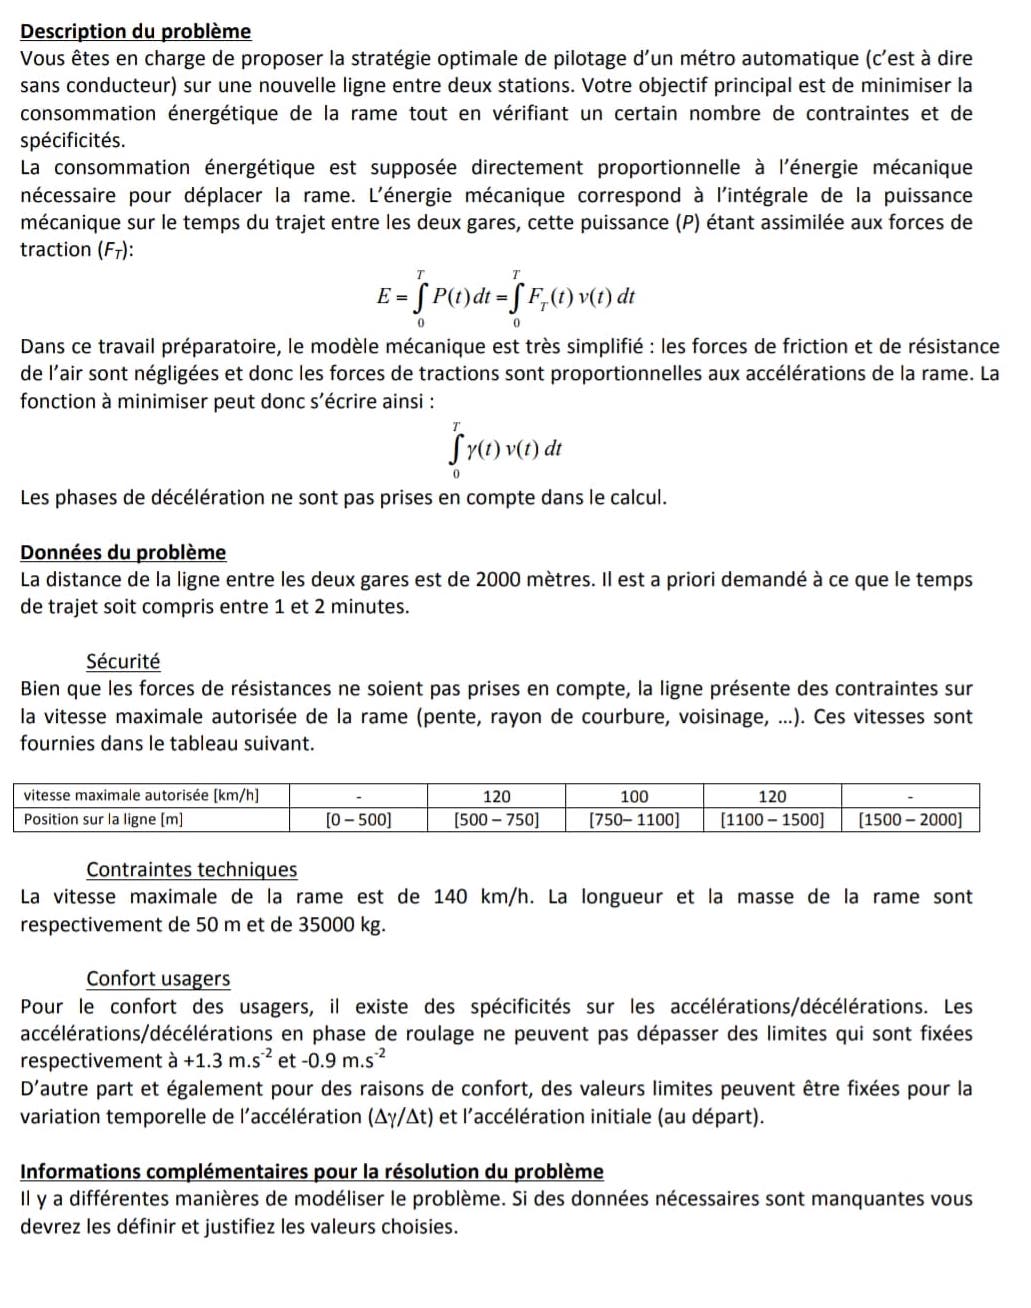 Description du problème
Vous êtes en charge de proposer la stratégie optimale de pilotage d'un métro automatique (c'est à dire
sans conducteur) sur une nouvelle ligne entre deux stations. Votre objectif principal est de minimiser la
consommation énergétique de la rame tout en vérifiant un certain nombre de contraintes et de
spécificités.
La consommation énergétique est supposée directement proportionnelle à l'énergie mécanique
nécessaire pour déplacer la rame. L'énergie mécanique correspond à l'intégrale de la puissance
mécanique sur le temps du trajet entre les deux gares, cette puissance (P) étant assimilée aux forces de
traction (F_T):
E = ∫_0^T P(t) dt = ∫_0^T F_T(t) v(t) dt
Dans ce travail préparatoire, le modèle mécanique est très simplifié : les forces de friction et de résistance
de l'air sont négligées et donc les forces de tractions sont proportionnelles aux accélérations de la rame. La
fonction à minimiser peut donc s'écrire ainsi :
∫_0^T γ(t) v(t) dt
Les phases de décélération ne sont pas prises en compte dans le calcul.
Données du problème
La distance de la ligne entre les deux gares est de 2000 mètres. Il est a priori demandé à ce que le temps
de trajet soit compris entre 1 et 2 minutes.
Sécurité
Bien que les forces de résistances ne soient pas prises en compte, la ligne présente des contraintes sur
la vitesse maximale autorisée de la rame (pente, rayon de courbure, voisinage, ...). Ces vitesses sont
fournies dans le tableau suivant.
vitesse maximale autorisée [km/h] - 120 100 120 -
Position sur la ligne [m] [0 – 500] [500 – 750] [750– 1100] [1100 – 1500] [1500 – 2000]
Contraintes techniques
La vitesse maximale de la rame est de 140 km/h. La longueur et la masse de la rame sont
respectivement de 50 m et de 35000 kg.
Confort usagers
Pour le confort des usagers, il existe des spécificités sur les accélérations/décélérations. Les
accélérations/décélérations en phase de roulage ne peuvent pas dépasser des limites qui sont fixées
respectivement à +1.3 m.s⁻² et -0.9 m.s⁻²
D'autre part et également pour des raisons de confort, des valeurs limites peuvent être fixées pour la
variation temporelle de l'accélération (Δγ/Δt) et l'accélération initiale (au départ).
Informations complémentaires pour la résolution du problème
Il y a différentes manières de modéliser le problème. Si des données nécessaires sont manquantes vous
devrez les définir et justifiez les valeurs choisies.